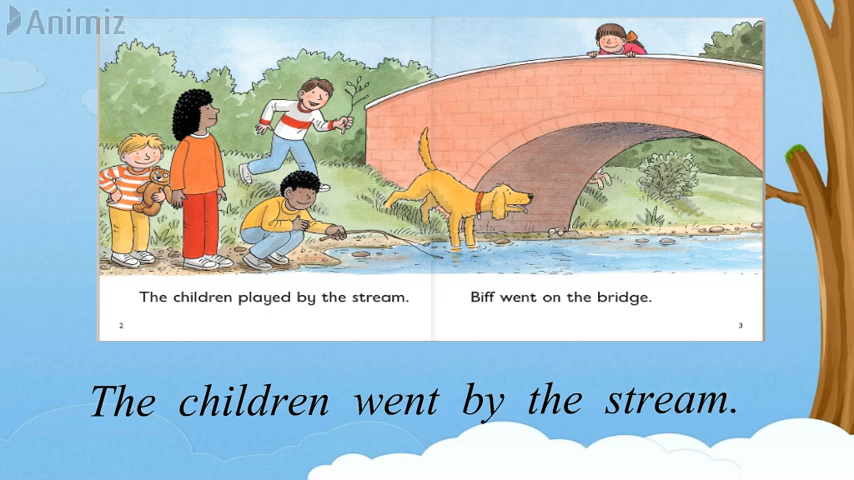 Animiz
The children played by the stream.
Biff went on the bridge.
2
3
The children went by the stream.